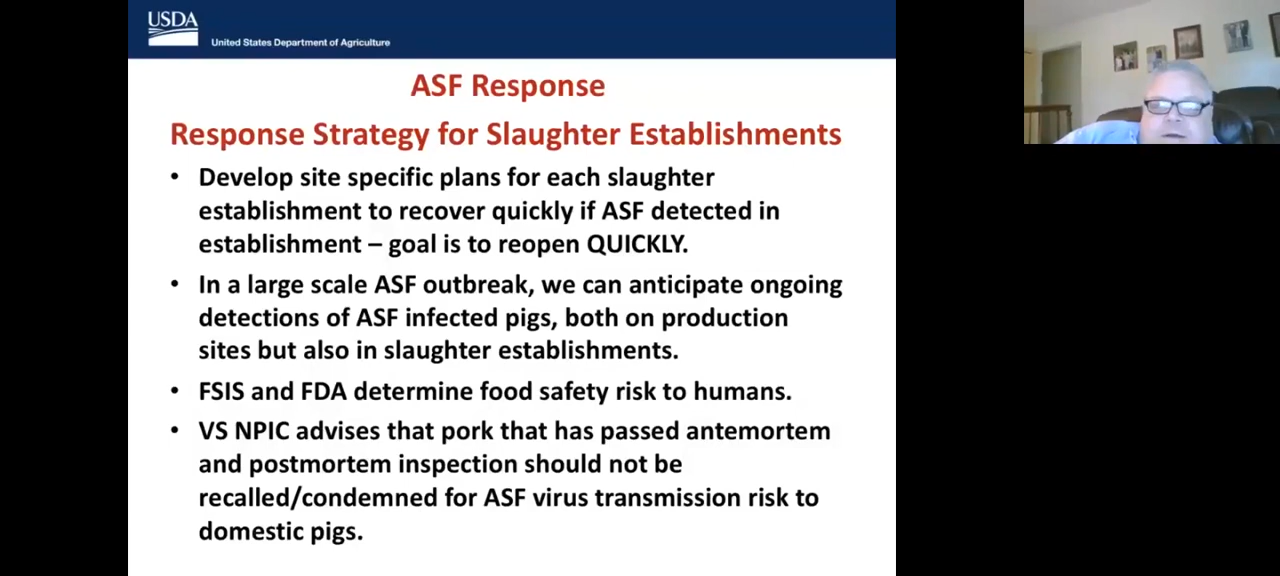 USDA
United States Department of Agriculture
ASF Response
Response Strategy for Slaughter Establishments
• Develop site specific plans for each slaughter
establishment to recover quickly if ASF detected in
establishment – goal is to reopen QUICKLY.
• In a large scale ASF outbreak, we can anticipate ongoing
detections of ASF infected pigs, both on production
sites but also in slaughter establishments.
• FSIS and FDA determine food safety risk to humans.
• VS NPIC advises that pork that has passed antemortem
and postmortem inspection should not be
recalled/condemned for ASF virus transmission risk to
domestic pigs.